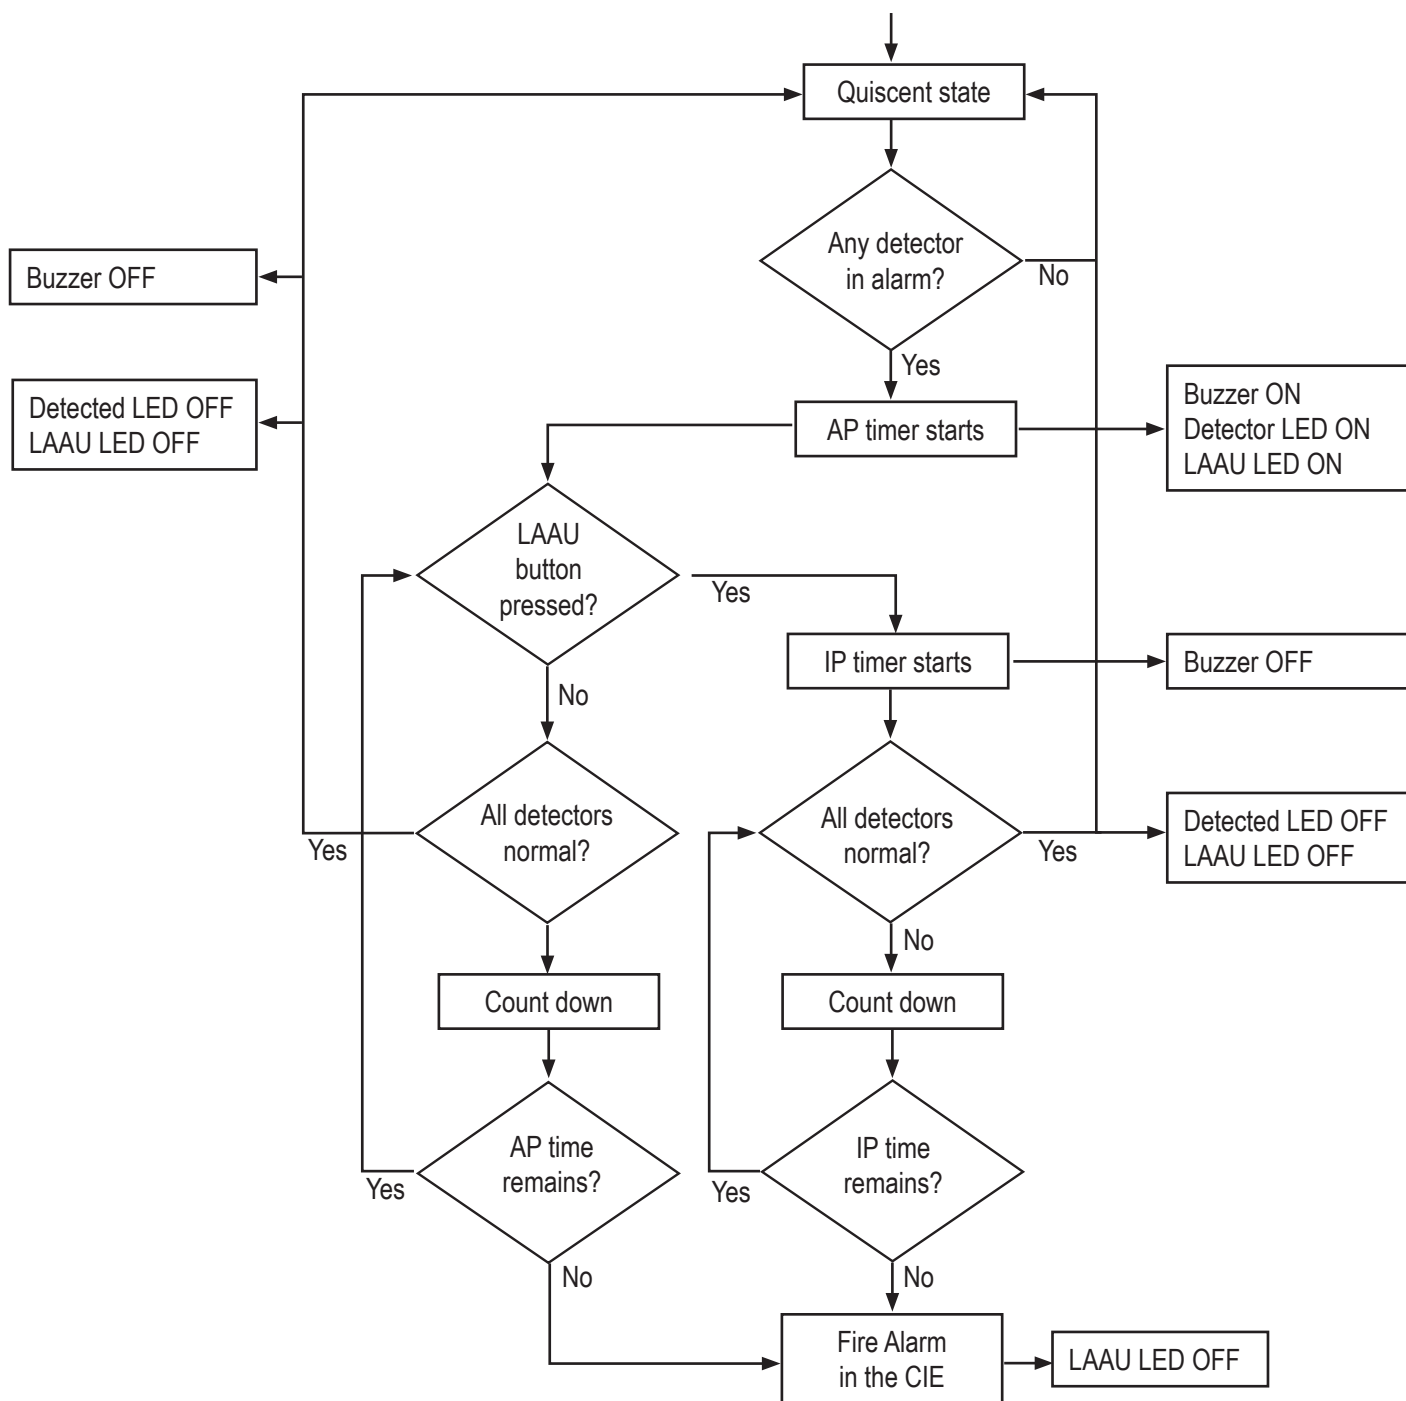 Quiscent state
Any detector
in alarm?
No
Buzzer OFF
Yes
Detected LED OFF
LAAU LED OFF
AP timer starts
Buzzer ON
Detector LED ON
LAAU LED ON
LAAU
button
pressed?
Yes
No
IP timer starts
Buzzer OFF
All detectors
normal?
Yes
All detectors
normal?
Yes
No
Detected LED OFF
LAAU LED OFF
Count down
Count down
AP time
remains?
Yes
No
IP time
remains?
Yes
No
Fire Alarm
in the CIE
LAAU LED OFF